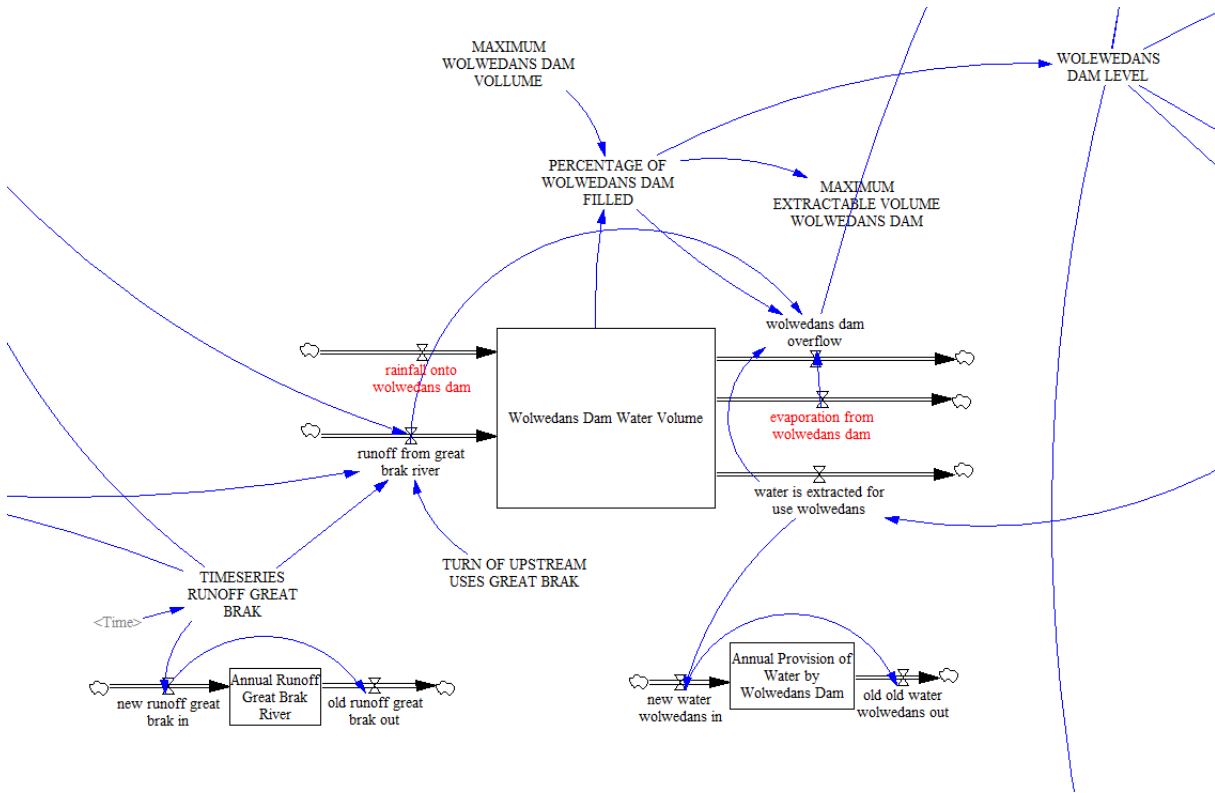 MAXIMUM
WOLWEDANS DAM
VOLLUME
WOLEWEDANS
DAM LEVEL
PERCENTAGE OF
WOLWEDANS DAM
FILLED
MAXIMUM
EXTRACTABLE VOLUME
WOLWEDANS DAM
wolwedans dam
overflow
rainfall onto
wolwedans dam
Wolwedans Dam Water Volume
evaporation from
wolwedans dam
runoff from great
brak river
water is extracted for
use wolwedans
TURN OF UPSTREAM
USES GREAT BRAK
TIMESERIES
RUNOFF GREAT
BRAK
<Time>
new runoff great
brak in
Annual Runoff
Great Brak
River
old runoff great
brak out
new water
wolwedans in
Annual Provision of
Water by
Wolwedans Dam
old old water
wolwedans out